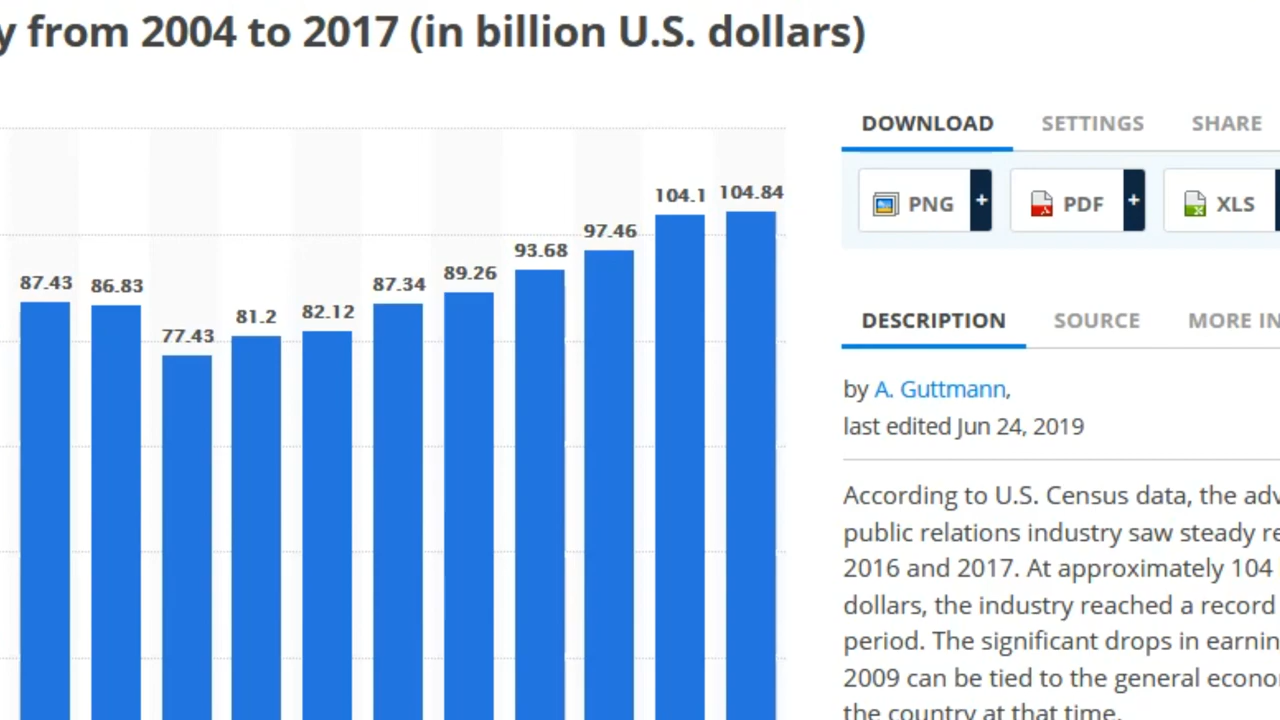 y from 2004 to 2017 (in billion U.S. dollars)
87.43
86.83
77.43
81.2
82.12
87.34
89.26
93.68
97.46
104.1
104.84
DOWNLOAD SETTINGS SHARE
PNG + PDF + XLS
DESCRIPTION SOURCE MORE IN
by A. Guttmann,
last edited Jun 24, 2019
According to U.S. Census data, the adv
public relations industry saw steady re
2016 and 2017. At approximately 104
dollars, the industry reached a record
period. The significant drops in earnin
2009 can be tied to the general econo
the country at that time.